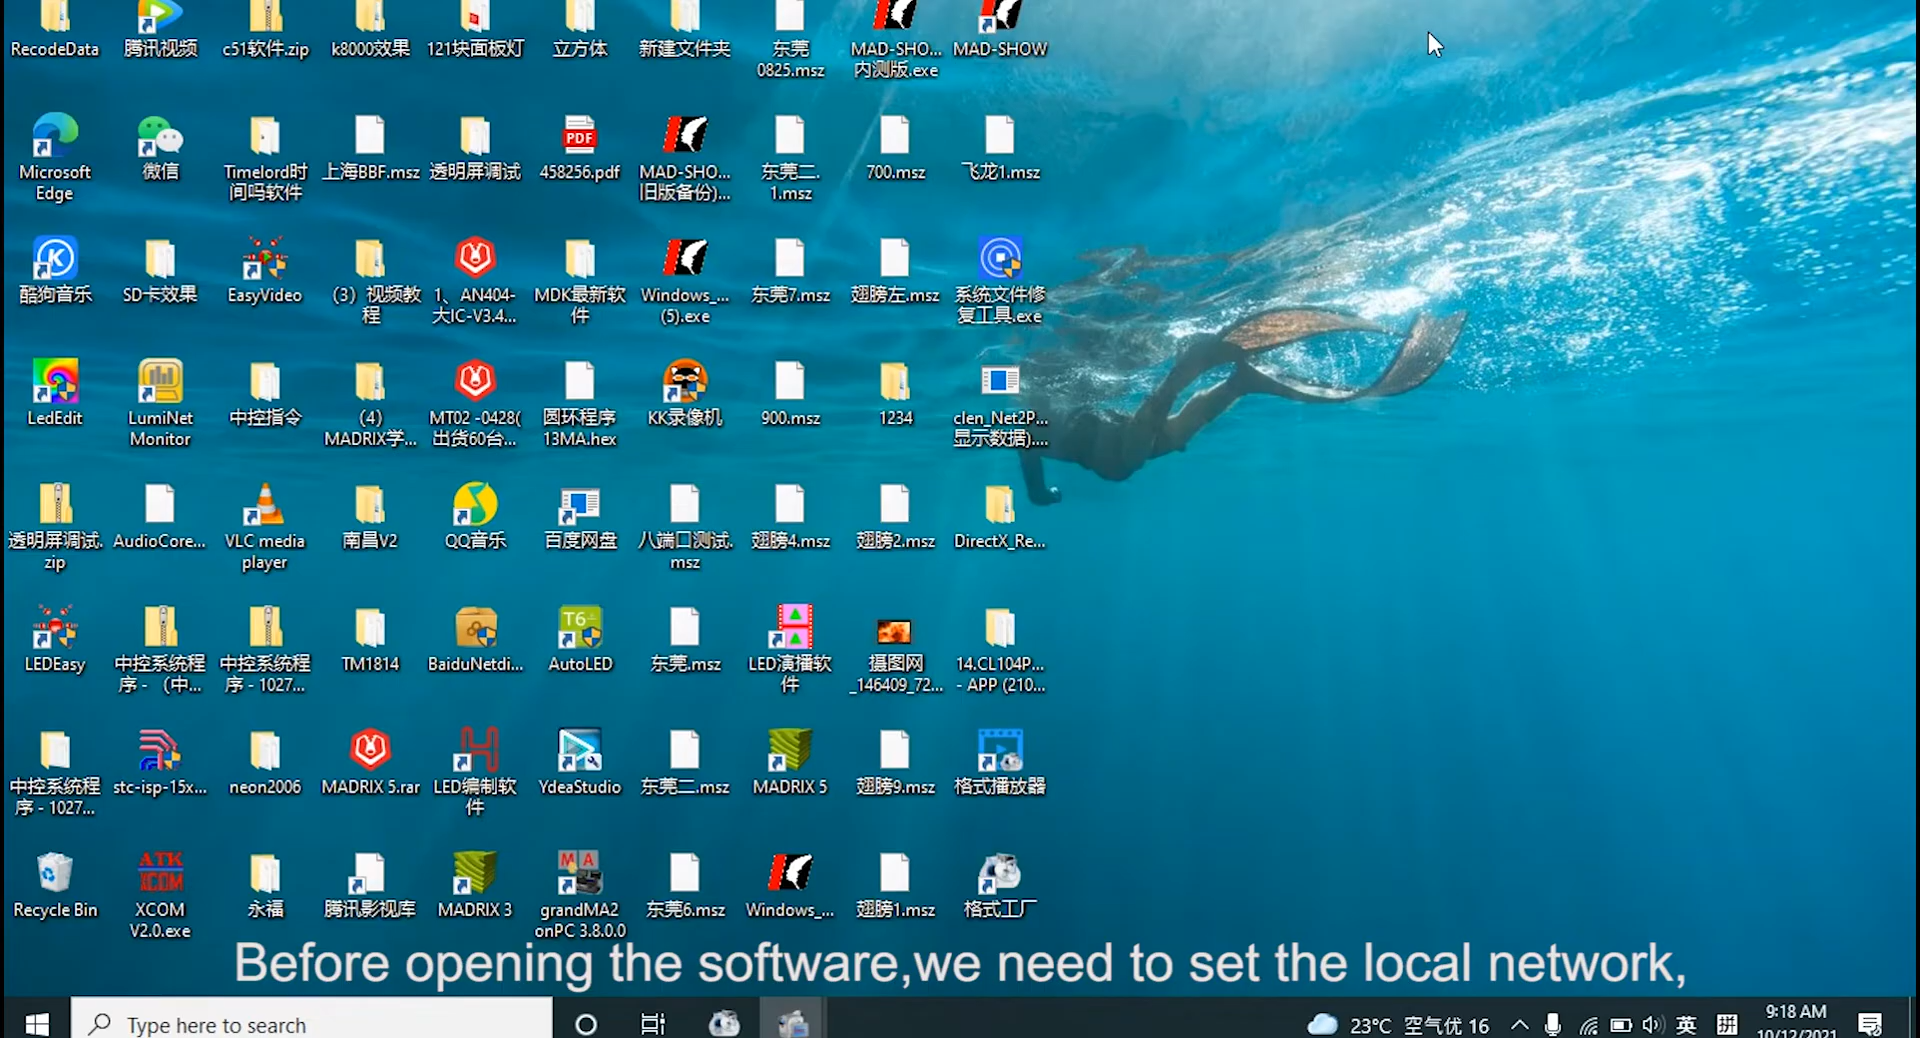 RecodeData 腾讯视频 c51软件.zip k8000效果 121块面板灯 立方体 新建文件夹 东莞 MAD-SHO... MAD-SHOW
0825.msz 内测版.exe
Microsoft 微信 Timelord时 上海BBF.msz 透明屏调试 PDF 458256.pdf MAD-SHO... 东莞二. 700.msz 飞龙1.msz
Edge 间吗软件 旧版备份)... 1.msz
K
酷狗音乐 SD卡效果 EasyVideo (3）视频教 1、AN404- MDK最新软 Windows_... 东莞7.msz 翅膀左.msz 系统文件修
程 大IC-V3.4... 件 (5).exe 复工具.exe
LedEdit LumiNet 中控指令 (4) MT02 -0428( 圆环程序 KK录像机 900.msz 1234 clen_Net2P...
Monitor MADRIX学... 出货60台... 13MA.hex 显示数据)....
透明屏调试. AudioCore... VLC media 南昌V2 QQ音乐 百度网盘 八端口测试. 翅膀4.msz 翅膀2.msz DirectX_Re...
zip player msz
T6
LEDEasy 中控系统程 中控系统程 TM1814 BaiduNetdi... AutoLED 东莞.msz LED演播软 摄图网 14.CL104P...
序 - （中... 序 - 1027... 件 _146409_72... - APP (210...
中控系统程 stc-isp-15x... neon2006 MADRIX 5.rar LED编制软 YdeaStudio 东莞二.msz MADRIX 5 翅膀9.msz 格式播放器
序 - 1027... 件
ATK XCOM M A
Recycle Bin XCOM 永福 腾讯影视库 MADRIX 3 grandMA2 东莞6.msz Windows_... 翅膀1.msz 格式工厂
V2.0.exe onPC 3.8.0.0
Before opening the software,we need to set the local network,
Type here to search 23°C 空气优 16 英 拼 9:18 AM
10/12/2021